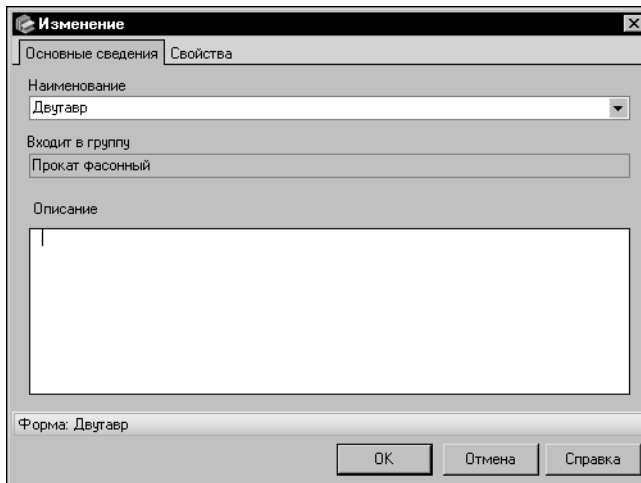 Изменение
Основные сведения Свойства
Наименование
Двутавр
Входит в группу
Прокат фасонный
Описание
Форма: Двутавр
OK Отмена Справка